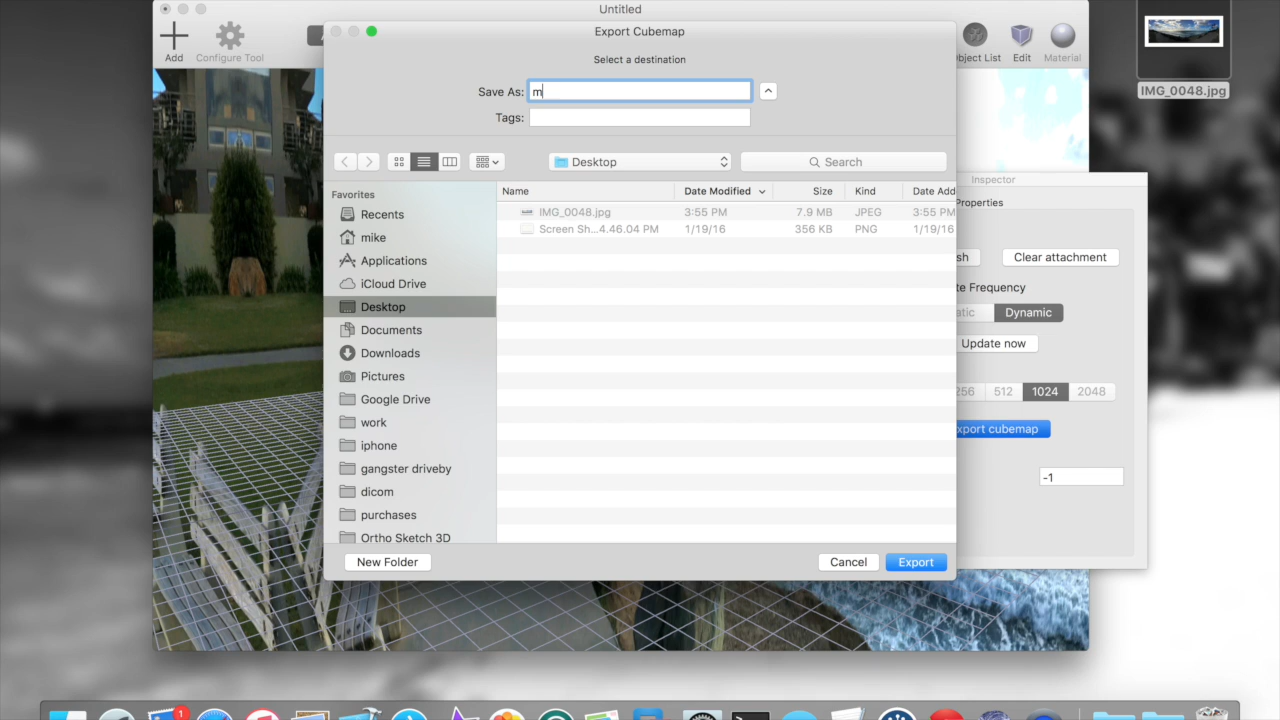 Untitled
Export Cubemap
Select a destination
Save As: m
Tags:
Add
Configure Tool
bject List
Edit
Material
IMG_0048.jpg
Desktop
Search
Inspector
Properties
Favorites
Recents
mike
Applications
iCloud Drive
Desktop
Documents
Downloads
Pictures
Google Drive
work
iphone
gangster driveby
dicom
purchases
Ortho Sketch 3D
Name Date Modified Size Kind Date Add
IMG_0048.jpg 3:55 PM 7.9 MB JPEG 3:55 PM
Screen Sh...4.46.04 PM 1/19/16 356 KB PNG 1/19/16
sh
Clear attachment
te Frequency
atic
Dynamic
Update now
256 512 1024 2048
xport cubemap
-1
New Folder
Cancel
Export
1